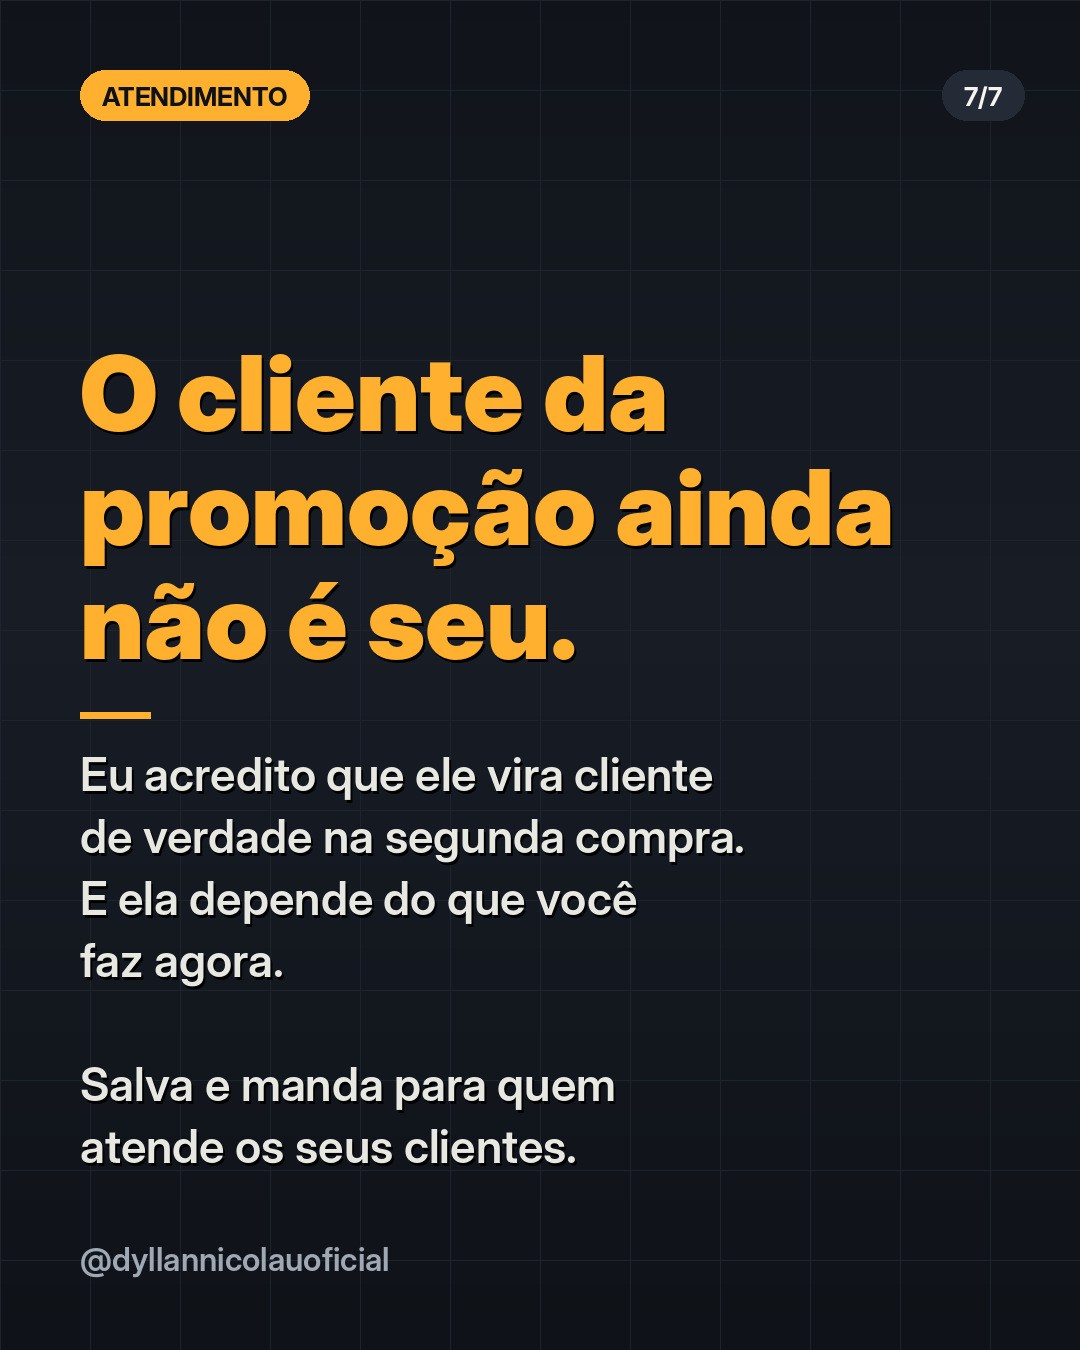 ATENDIMENTO
7/7
O cliente da
promoção ainda
não é seu.
Eu acredito que ele vira cliente
de verdade na segunda compra.
E ela depende do que você
faz agora.
Salva e manda para quem
atende os seus clientes.
@dyllannicolauoficial